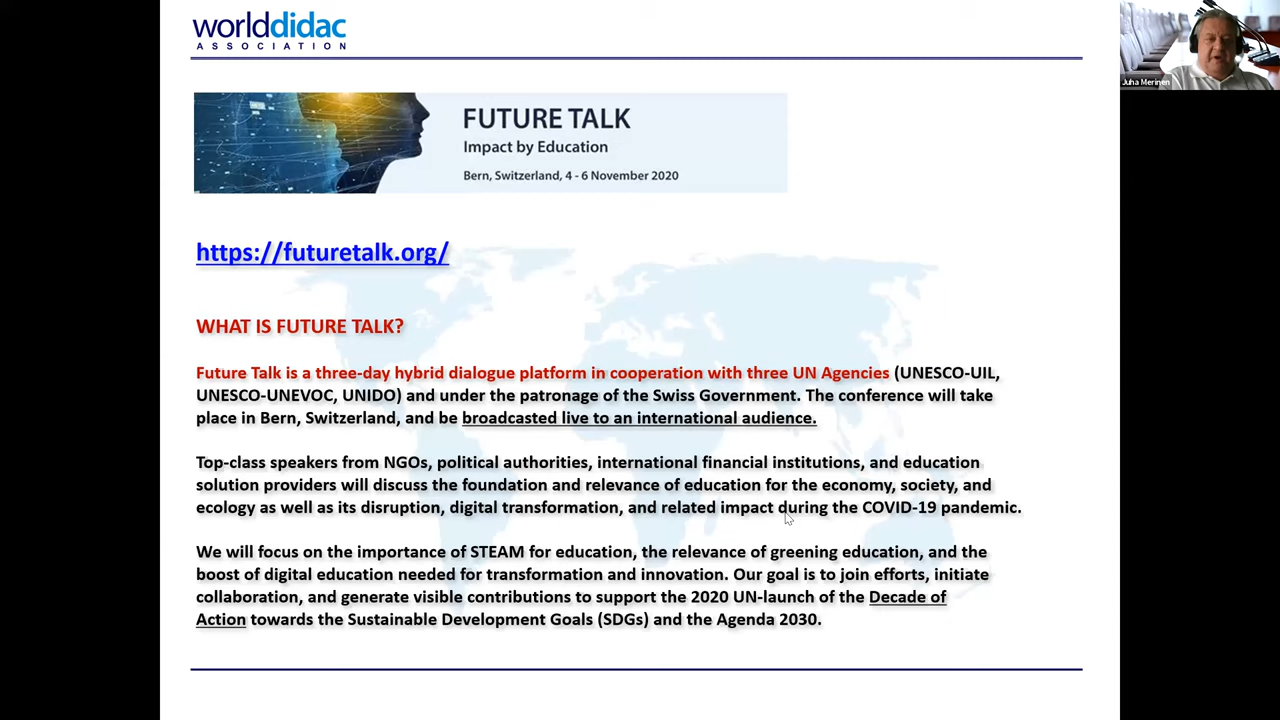 worlddidac
ASSOCIATION
Juha Merinen
FUTURE TALK
Impact by Education
Bern, Switzerland, 4 - 6 November 2020
https://futuretalk.org/
WHAT IS FUTURE TALK?
Future Talk is a three-day hybrid dialogue platform in cooperation with three UN Agencies (UNESCO-UIL,
UNESCO-UNEVOC, UNIDO) and under the patronage of the Swiss Government. The conference will take
place in Bern, Switzerland, and be broadcasted live to an international audience.
Top-class speakers from NGOs, political authorities, international financial institutions, and education
solution providers will discuss the foundation and relevance of education for the economy, society, and
ecology as well as its disruption, digital transformation, and related impact during the COVID-19 pandemic.
We will focus on the importance of STEAM for education, the relevance of greening education, and the
boost of digital education needed for transformation and innovation. Our goal is to join efforts, initiate
collaboration, and generate visible contributions to support the 2020 UN-launch of the Decade of
Action towards the Sustainable Development Goals (SDGs) and the Agenda 2030.